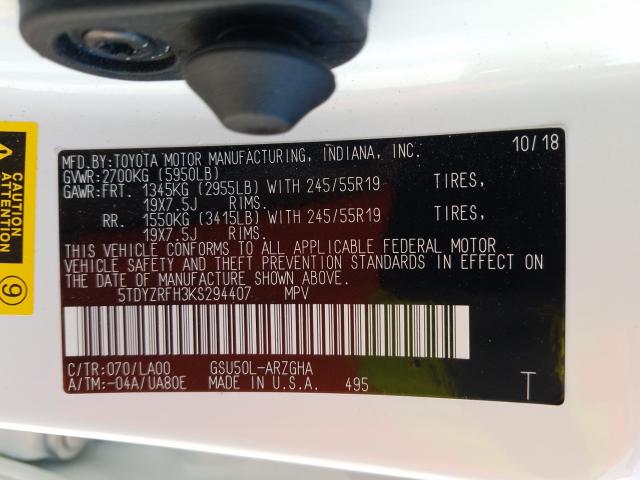 MFD.BY:TOYOTA MOTOR MANUFACTURING, INDIANA, INC. 10/18
GVWR:2700KG (5950LB)
GAWR:FRT. 1345KG (2955LB) WITH 245/55R19 TIRES,
19X7.5J RIMS.
RR. 1550KG (3415LB) WITH 245/55R19 TIRES,
19X7.5J RIMS.
THIS VEHICLE CONFORMS TO ALL APPLICABLE FEDERAL MOTOR
VEHICLE SAFETY AND THEFT PREVENTION STANDARDS IN EFFECT ON
THE DATE OF MANUFACTURE SHOWN ABOVE.
5TDYZRFH3KS294407 MPV
C/TR:070/LA00 GSU50L-ARZGHA
A/TM:-04A/UA80E MADE IN U.S.A. 495 T
CAUTION
ATTENTION
9